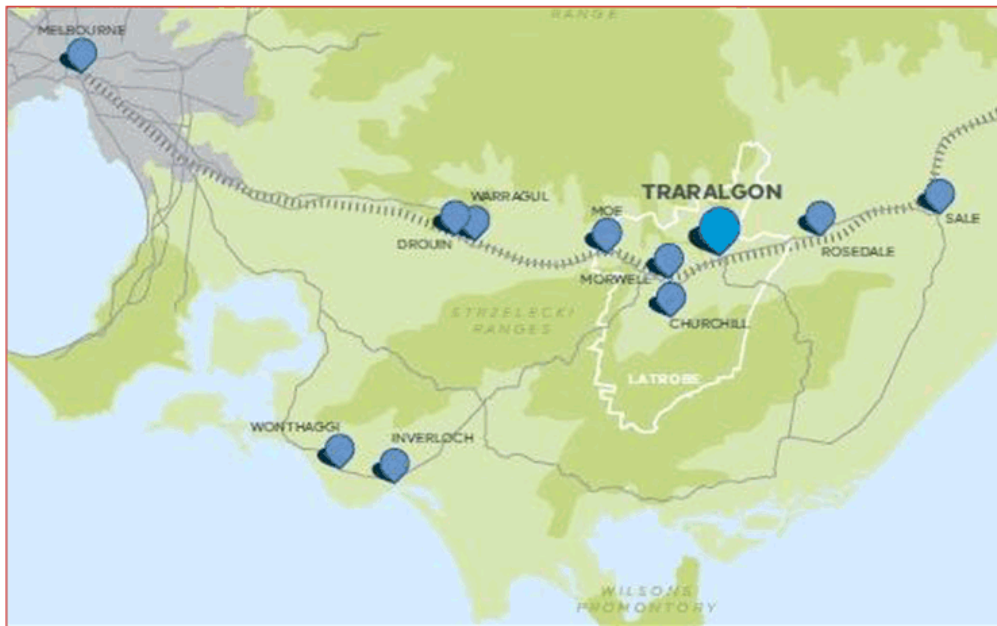 RANGE
MELBOURNE
TRARALGON
WARRAGUL
MOE
SALE
DROUIN
ROSEDALE
MORWELL
STRZELECKI
RANGES
CHURCHILL
LATROBE
WONTHAGGI
INVERLOCH
WILSONS
PROMONTORY